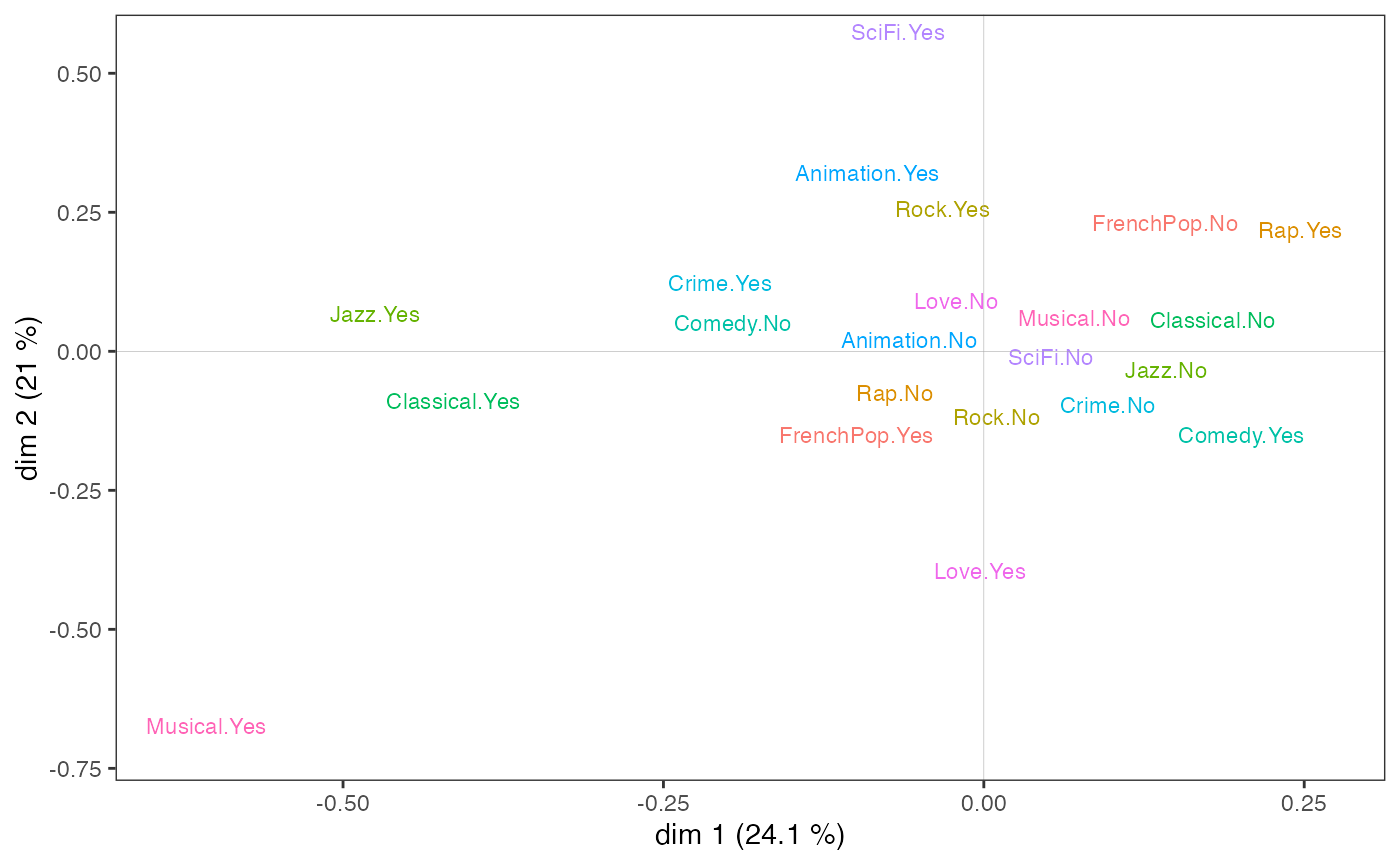 SciFi.Yes
0.50
Animation.Yes
Rock.Yes
0.25
FrenchPop.No
Rap.Yes
Crime.Yes
Love.No
Jazz.Yes
Musical.No
Classical.No
Comedy.No
Animation.No
0.00
SciFi.No
Jazz.No
Rap.No
Classical.Yes
Crime.No
Rock.No
FrenchPop.Yes
Comedy.Yes
dim 2 (21 %)
-0.25
Love.Yes
-0.50
Musical.Yes
-0.75
-0.50 -0.25 0.00 0.25
dim 1 (24.1 %)